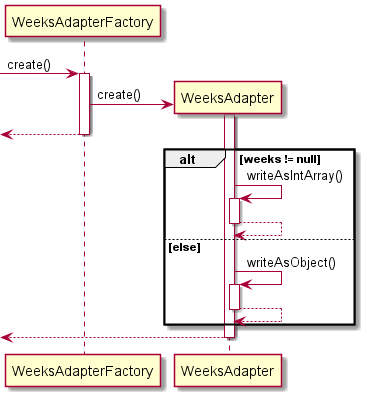 WeeksAdapterFactory
create()
create()
WeeksAdapter
alt
[weeks != null]
writeAsIntArray()
[else]
writeAsObject()
WeeksAdapterFactory
WeeksAdapter